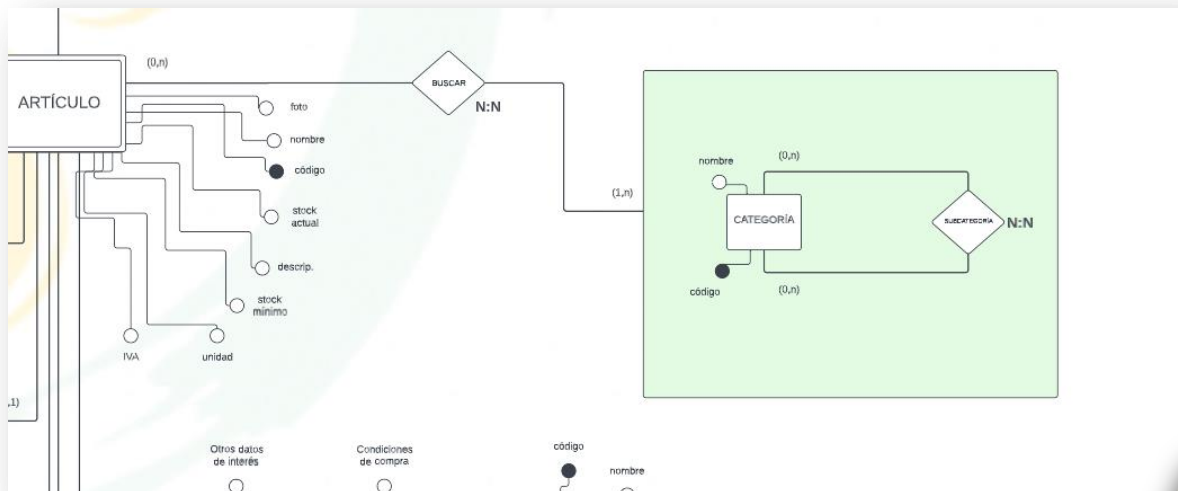 (0,n)
ARTÍCULO
BUSCAR
N:N
foto
nombre
código
stock
actual
descrip.
stock
mínimo
IVA
unidad
(1,n)
nombre
(0,n)
CATEGORÍA
SUBCATEGORÍA
N:N
código
(0,n)
,1)
Otros datos
de interés
Condiciones
de compra
código
nombre